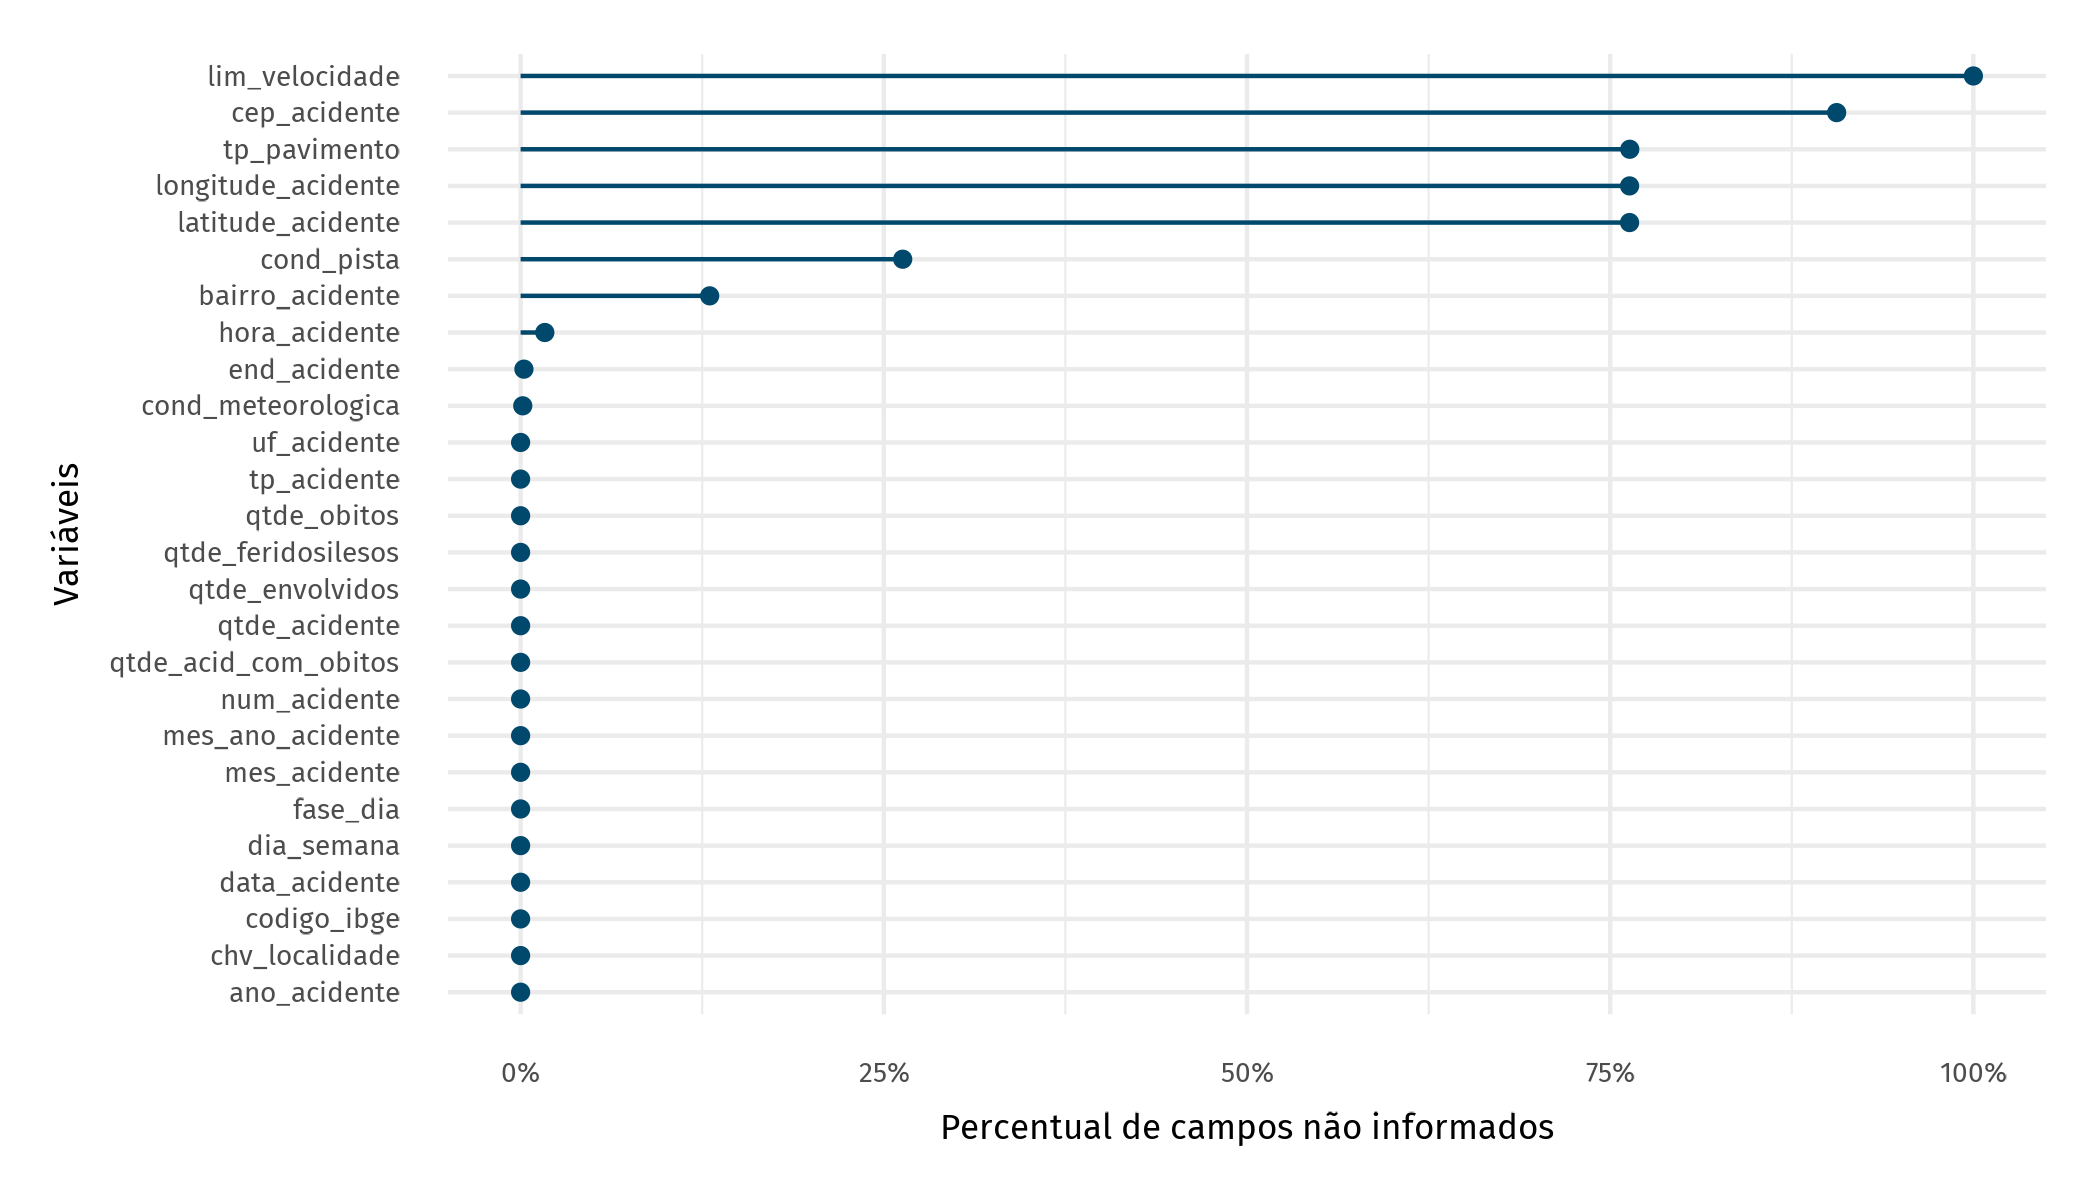 lim_velocidade
cep_acidente
tp_pavimento
longitude_acidente
latitude_acidente
cond_pista
bairro_acidente
hora_acidente
end_acidente
cond_meteorologica
uf_acidente
tp_acidente
qtde_obitos
qtde_feridosilesos
qtde_envolvidos
qtde_acidente
qtde_acid_com_obitos
num_acidente
mes_ano_acidente
mes_acidente
fase_dia
dia_semana
data_acidente
codigo_ibge
chv_localidade
ano_acidente
Variáveis
0% 25% 50% 75% 100%
Percentual de campos não informados